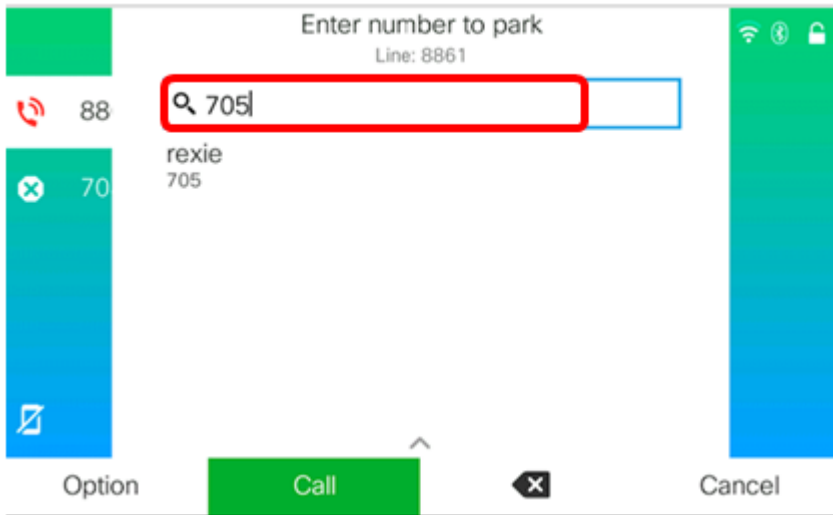 Enter number to park
Line: 8861
88
705
rexie
705
70
Option
Call
Cancel